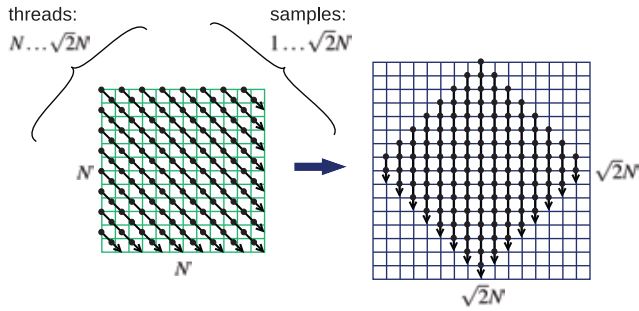 threads:
N...√2N'
samples:
1...√2N'
N'
N'
√2N'
√2N'